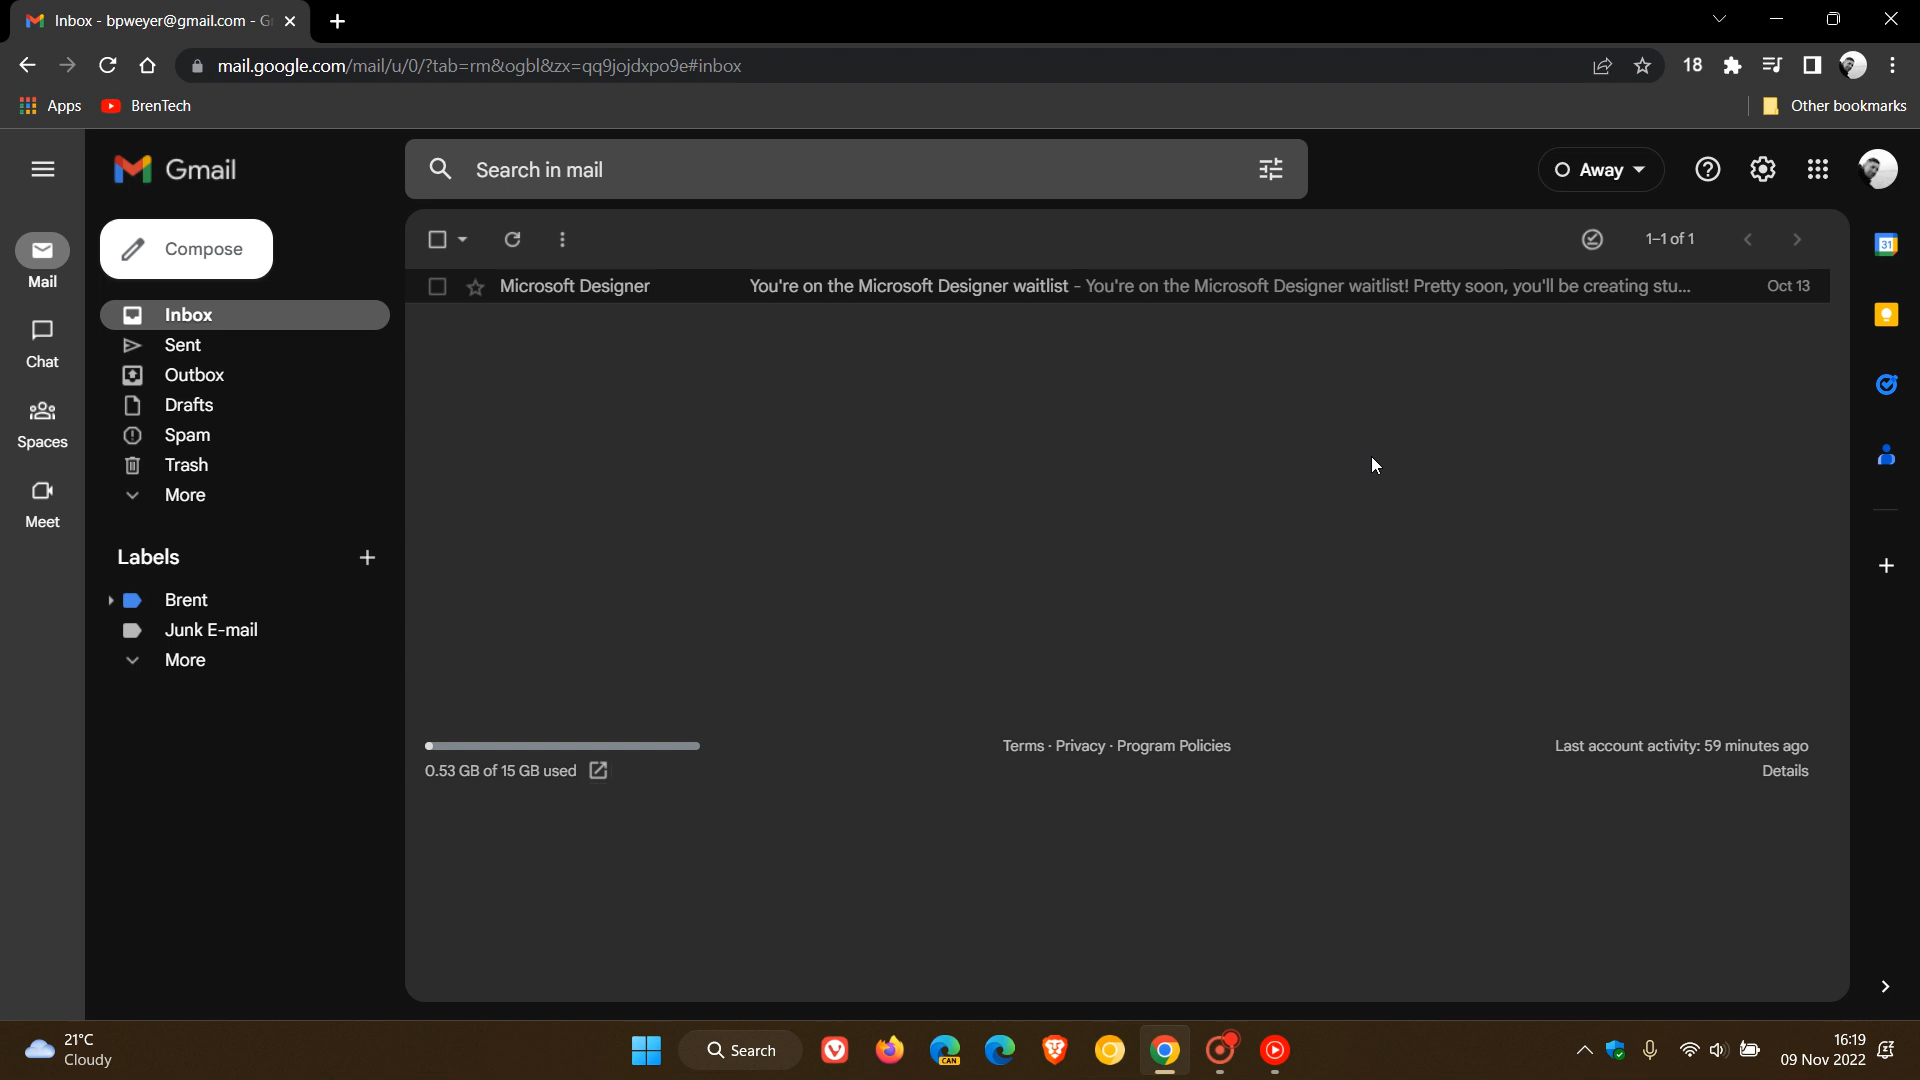 Inbox - bpweyer@gmail.com - G
mail.google.com/mail/u/0/?tab=rm&ogbl&zx=qq9jojdxpo9e#inbox
18
Apps
BrenTech
Other bookmarks
Gmail
Search in mail
Away
Compose
1–1 of 1
Mail
Microsoft Designer
You're on the Microsoft Designer waitlist - You're on the Microsoft Designer waitlist! Pretty soon, you'll be creating stu...
Oct 13
31
Inbox
Sent
Outbox
Drafts
Spam
Trash
More
Chat
Spaces
Meet
Labels
Brent
Junk E-mail
More
0.53 GB of 15 GB used
Terms · Privacy · Program Policies
Last account activity: 59 minutes ago
Details
21°C
Cloudy
Search
CAN
16:19
09 Nov 2022